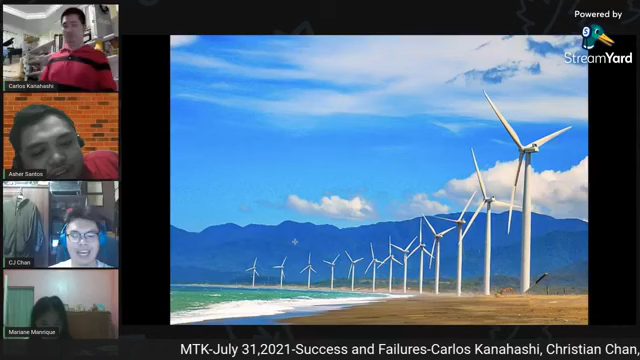 Powered by
StreamYard
Carlos Kanahashi
Asher Santos
CJ Chan
Mariane Manrique
MTK-July 31,2021-Success and Failures-Carlos Kanahashi, Christian Chan,